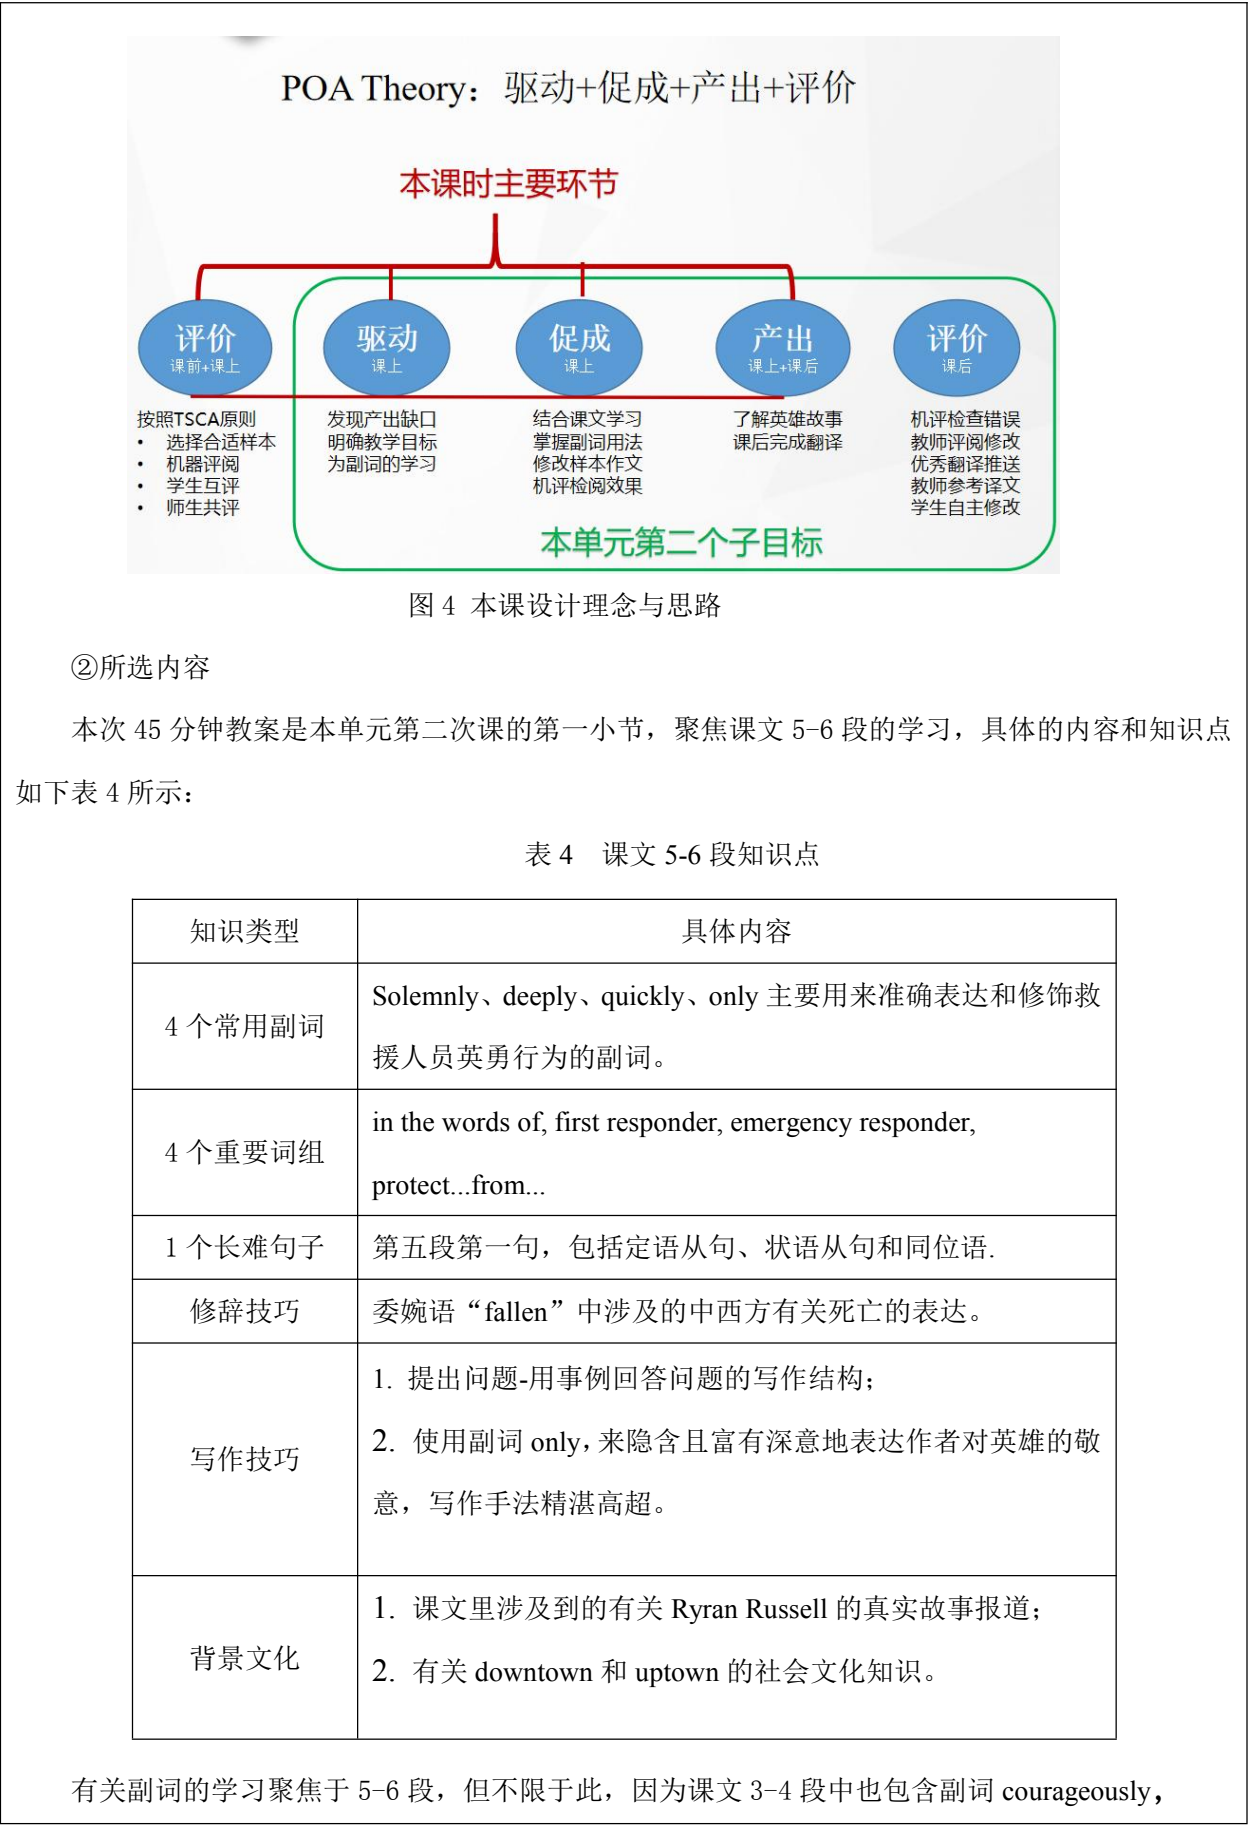 POA Theory：驱动+促成+产出+评价
本课时主要环节
评价
课前+课上
驱动
课上
促成
课上
产出
课上+课后
评价
课后
按照TSCA原则
• 选择合适样本
• 机器评阅
• 学生互评
• 师生共评
发现产出缺口
明确教学目标
为副词的学习
结合课文学习
掌握副词用法
修改样本作文
机评检阅效果
了解英雄故事
课后完成翻译
机评检查错误
教师评阅修改
优秀翻译推送
教师参考译文
学生自主修改
本单元第二个子目标
图 4 本课设计理念与思路
②所选内容
本次 45 分钟教案是本单元第二次课的第一小节，聚焦课文 5-6 段的学习，具体的内容和知识点
如下表 4 所示：
表 4 课文 5-6 段知识点
知识类型 具体内容
4 个常用副词
Solemnly、deeply、quickly、only 主要用来准确表达和修饰救
援人员英勇行为的副词。
4 个重要词组
in the words of, first responder, emergency responder,
protect...from...
1 个长难句子 第五段第一句，包括定语从句、状语从句和同位语.
修辞技巧 委婉语“fallen”中涉及的中西方有关死亡的表达。
写作技巧
1. 提出问题-用事例回答问题的写作结构；
2. 使用副词 only，来隐含且富有深意地表达作者对英雄的敬
意，写作手法精湛高超。
背景文化
1. 课文里涉及到的有关 Ryran Russell 的真实故事报道；
2. 有关 downtown 和 uptown 的社会文化知识。
有关副词的学习聚焦于 5-6 段，但不限于此，因为课文 3-4 段中也包含副词 courageously，